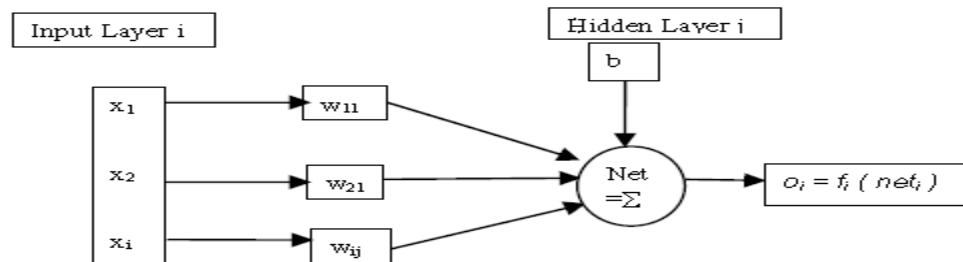 Input Layer i
Hidden Layer j
b
x₁
w₁₁
x₂
w₂₁
Net
=Σ
oᵢ = fᵢ ( netᵢ )
xᵢ
wᵢⱼ